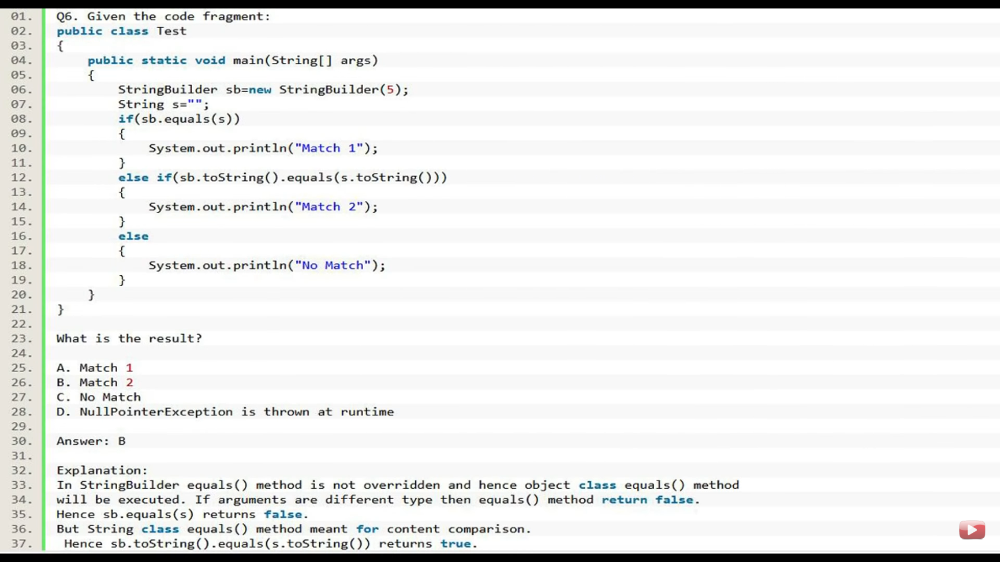 01. Q6. Given the code fragment:
02. public class Test
03. {
04. public static void main(String[] args)
05. {
06. StringBuilder sb=new StringBuilder(5);
07. String s="";
08. if(sb.equals(s))
09. {
10. System.out.println("Match 1");
11. }
12. else if(sb.toString().equals(s.toString()))
13. {
14. System.out.println("Match 2");
15. }
16. else
17. {
18. System.out.println("No Match");
19. }
20. }
21. }
22.
23. What is the result?
24.
25. A. Match 1
26. B. Match 2
27. C. No Match
28. D. NullPointerException is thrown at runtime
29.
30. Answer: B
31.
32. Explanation:
33. In StringBuilder equals() method is not overridden and hence object class equals() method
34. will be executed. If arguments are different type then equals() method return false.
35. Hence sb.equals(s) returns false.
36. But String class equals() method meant for content comparison.
37. Hence sb.toString().equals(s.toString()) returns true.